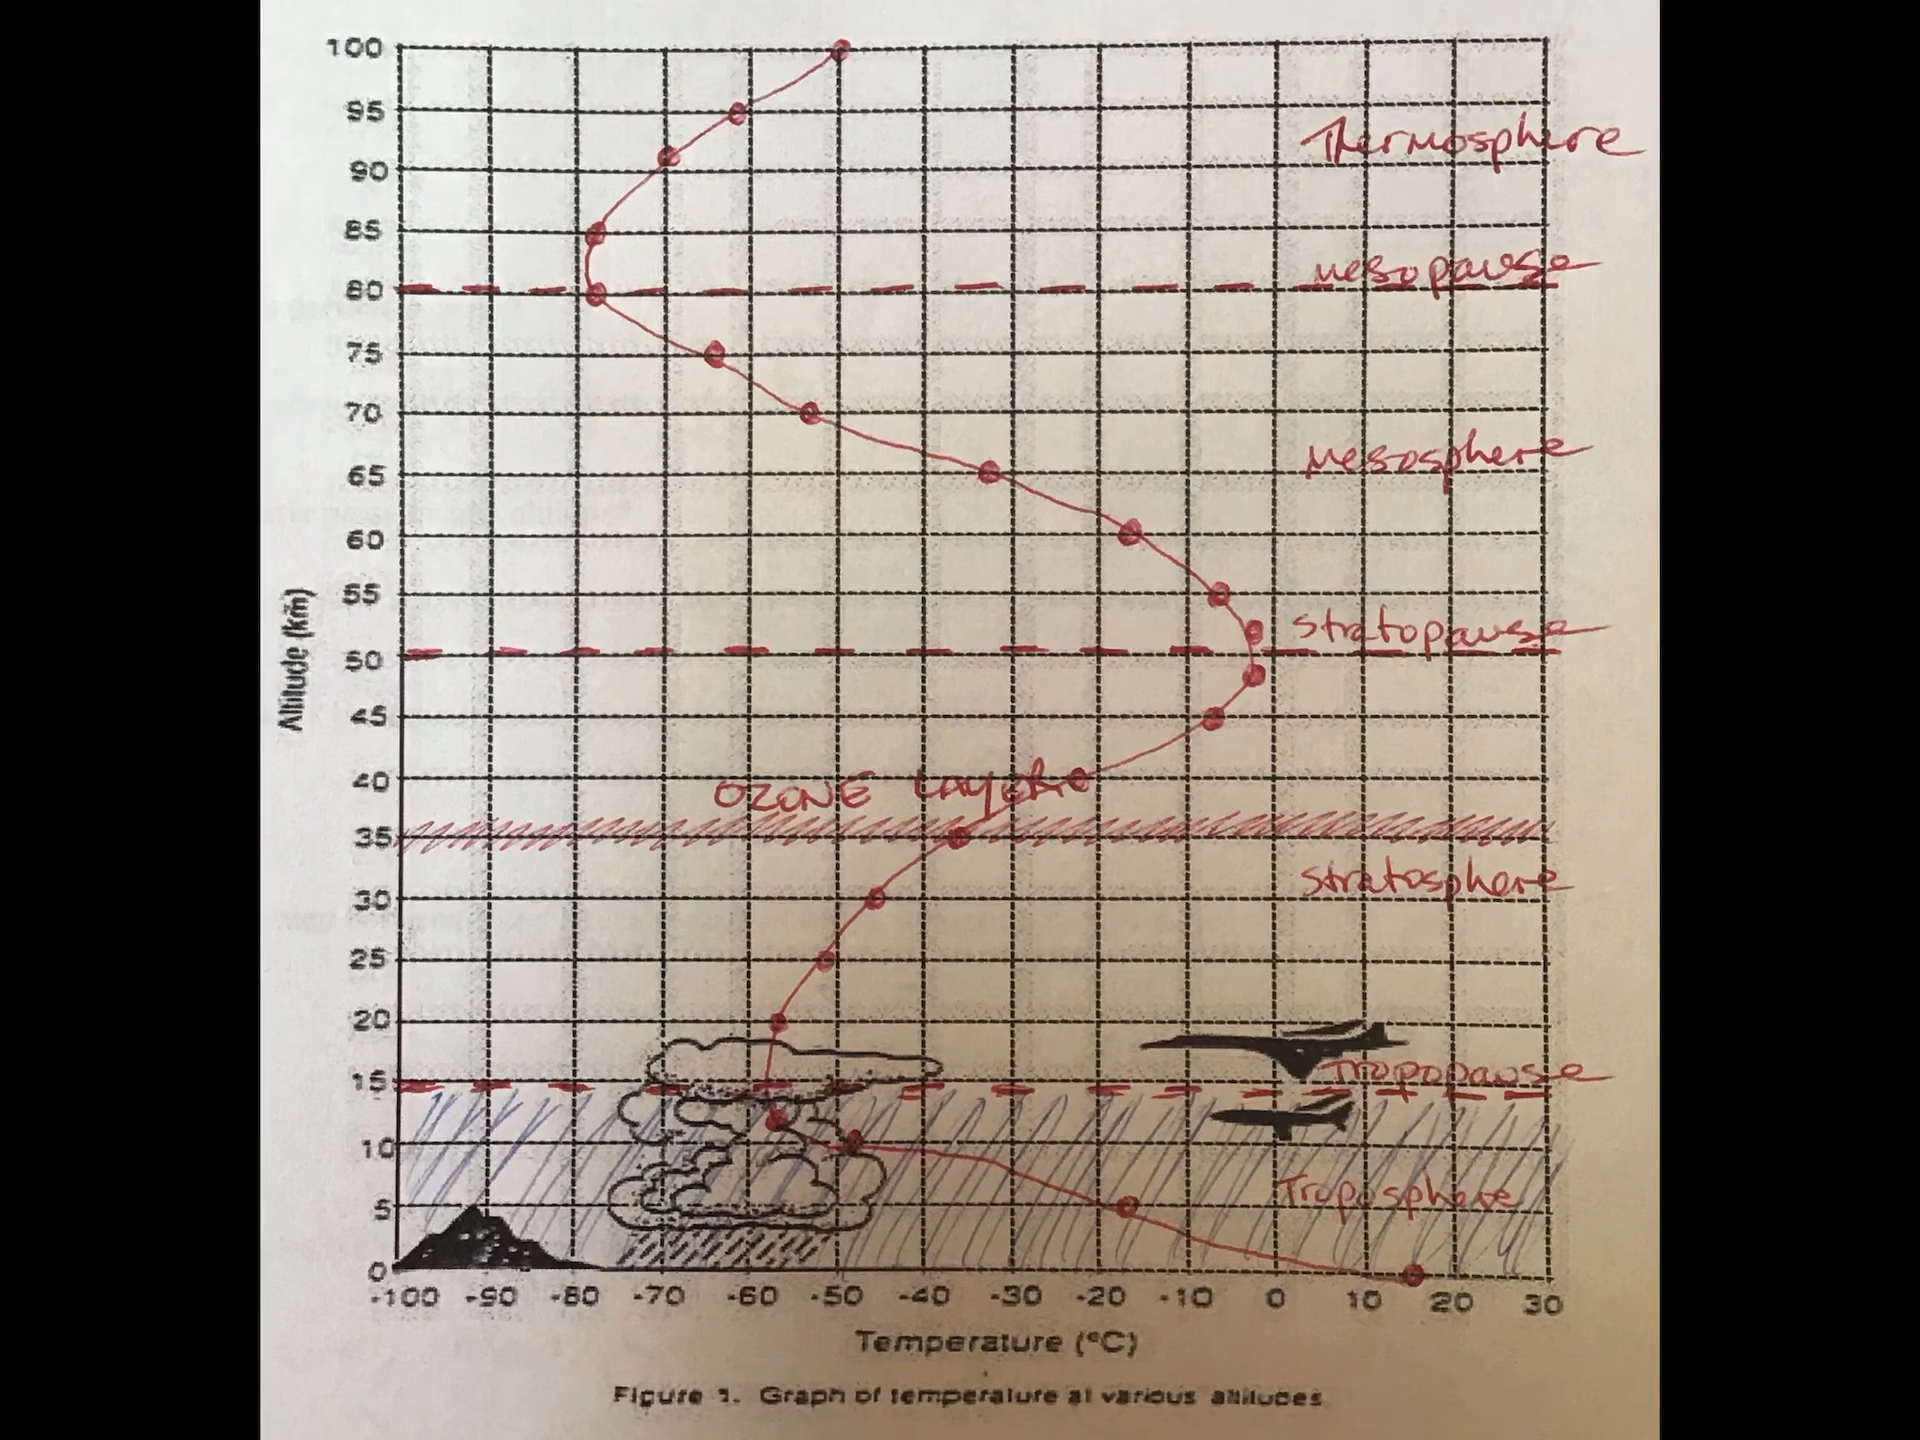 100
95
Thermosphere
90
85
mesopause
80
75
70
mesosphere
65
60
55
stratopause
50
45
40
OZONE LAYER
35
stratosphere
30
25
20
Tropopause
15
10
Troposphere
5
0
Altitude (km)
-100 -90 -80 -70 -60 -50 -40 -30 -20 -10 0 10 20 30
Temperature (°C)
Figure 1. Graph of temperature at various altitudes.